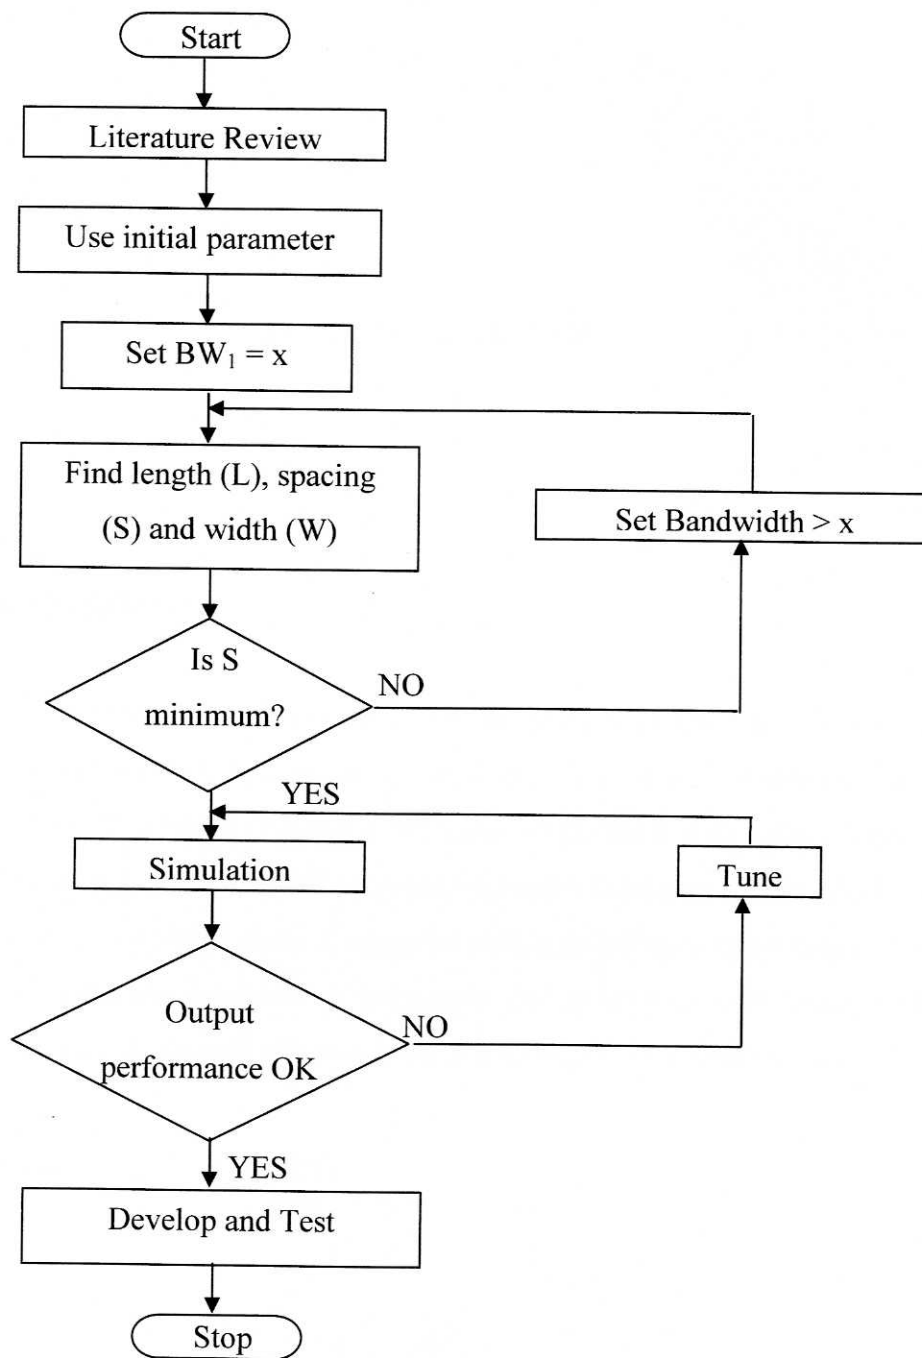 Start
Literature Review
Use initial parameter
Set BW₁ = x
Find length (L), spacing
(S) and width (W)
Set Bandwidth > x
Is S
minimum?
NO
YES
Simulation
Tune
Output
performance OK
NO
YES
Develop and Test
Stop